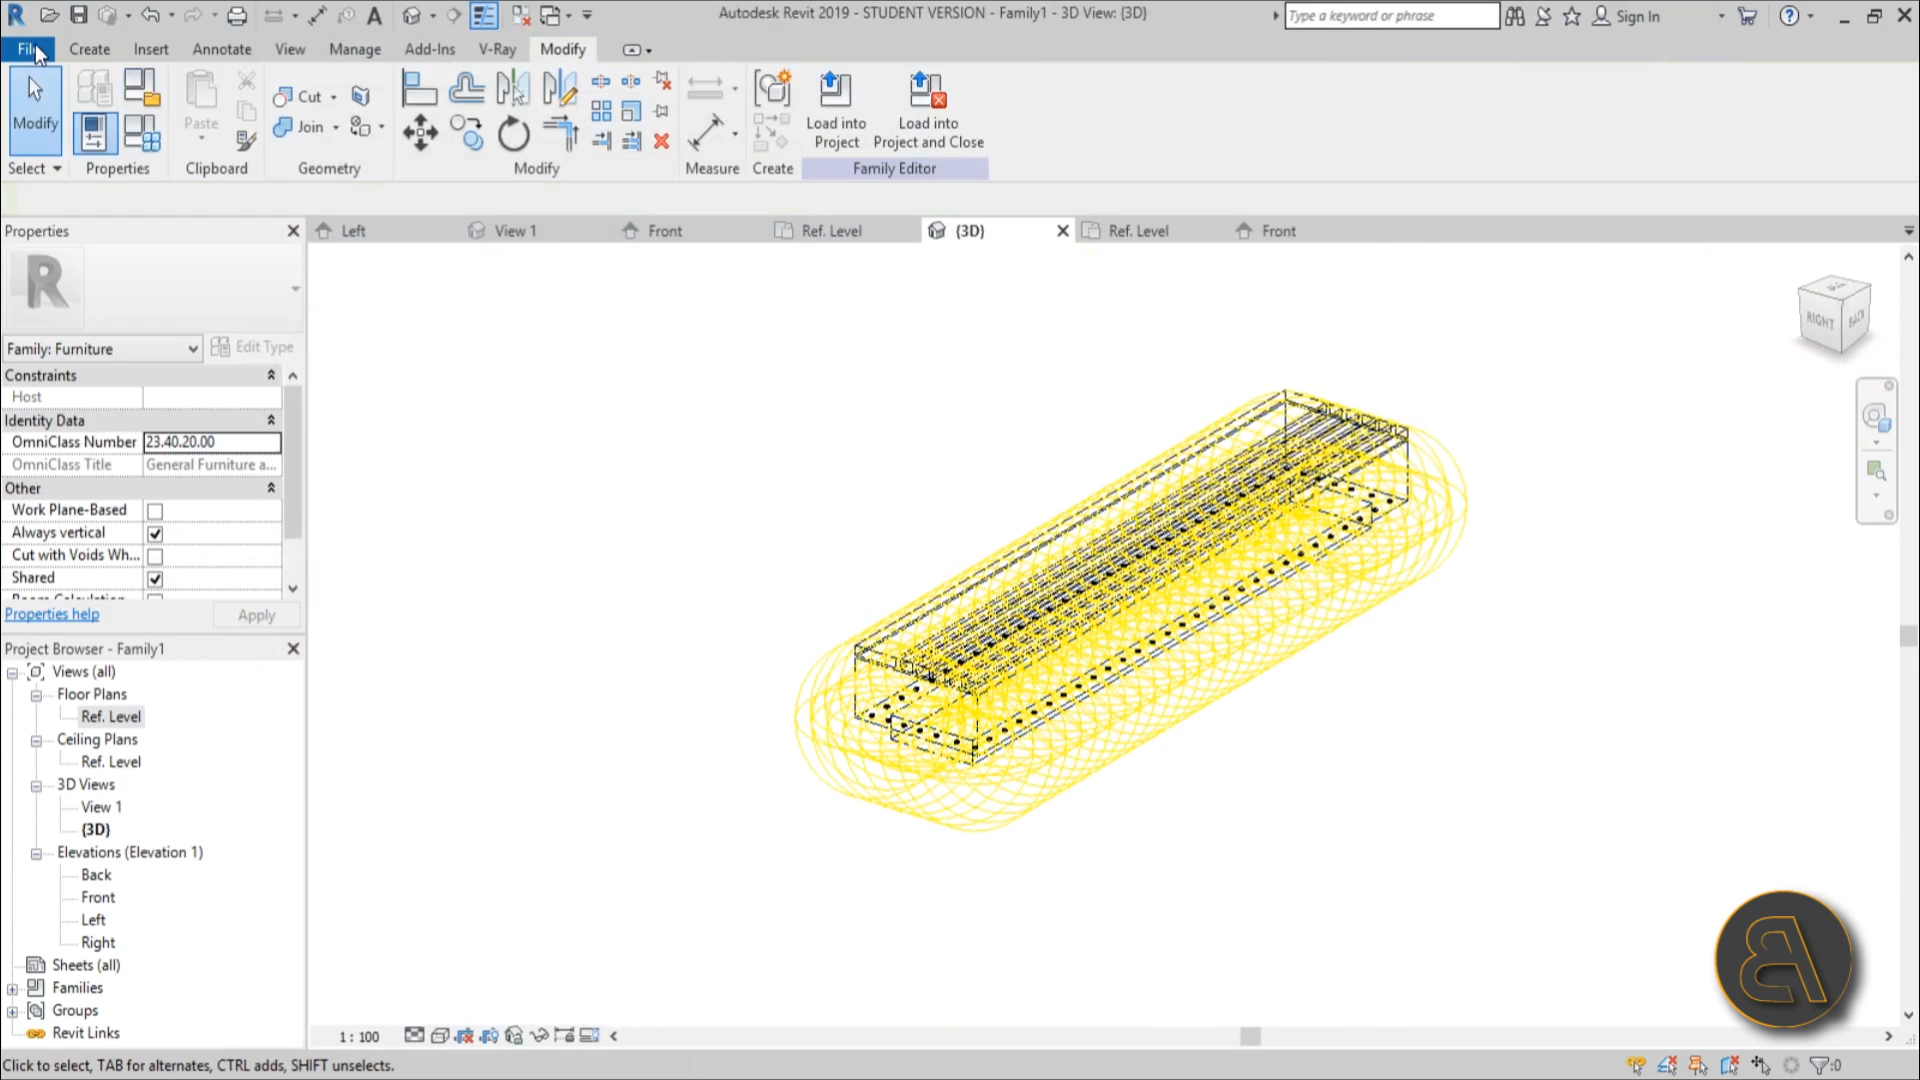 Autodesk Revit 2019 - STUDENT VERSION - Family1 - 3D View: {3D}
Type a keyword or phrase
Sign In
Create Insert Annotate View Manage Add-Ins V-Ray Modify
Modify
Paste
Cut
Join
Load into Project
Load into Project and Close
Select Properties Clipboard Geometry Modify Measure Create Family Editor
Properties
Left View 1 Front Ref. Level {3D} Ref. Level Front
Family: Furniture
Edit Type
Constraints
Host
Identity Data
OmniClass Number 23.40.20.00
OmniClass Title General Furniture a...
Other
Work Plane-Based
Always vertical
Cut with Voids Wh...
Shared
Properties help
Apply
RIGHT
BACK
Project Browser - Family1
Views (all)
Floor Plans
Ref. Level
Ceiling Plans
Ref. Level
3D Views
View 1
{3D}
Elevations (Elevation 1)
Back
Front
Left
Right
Sheets (all)
Families
Groups
Revit Links
1 : 100
Click to select, TAB for alternates, CTRL adds, SHIFT unselects.
:0